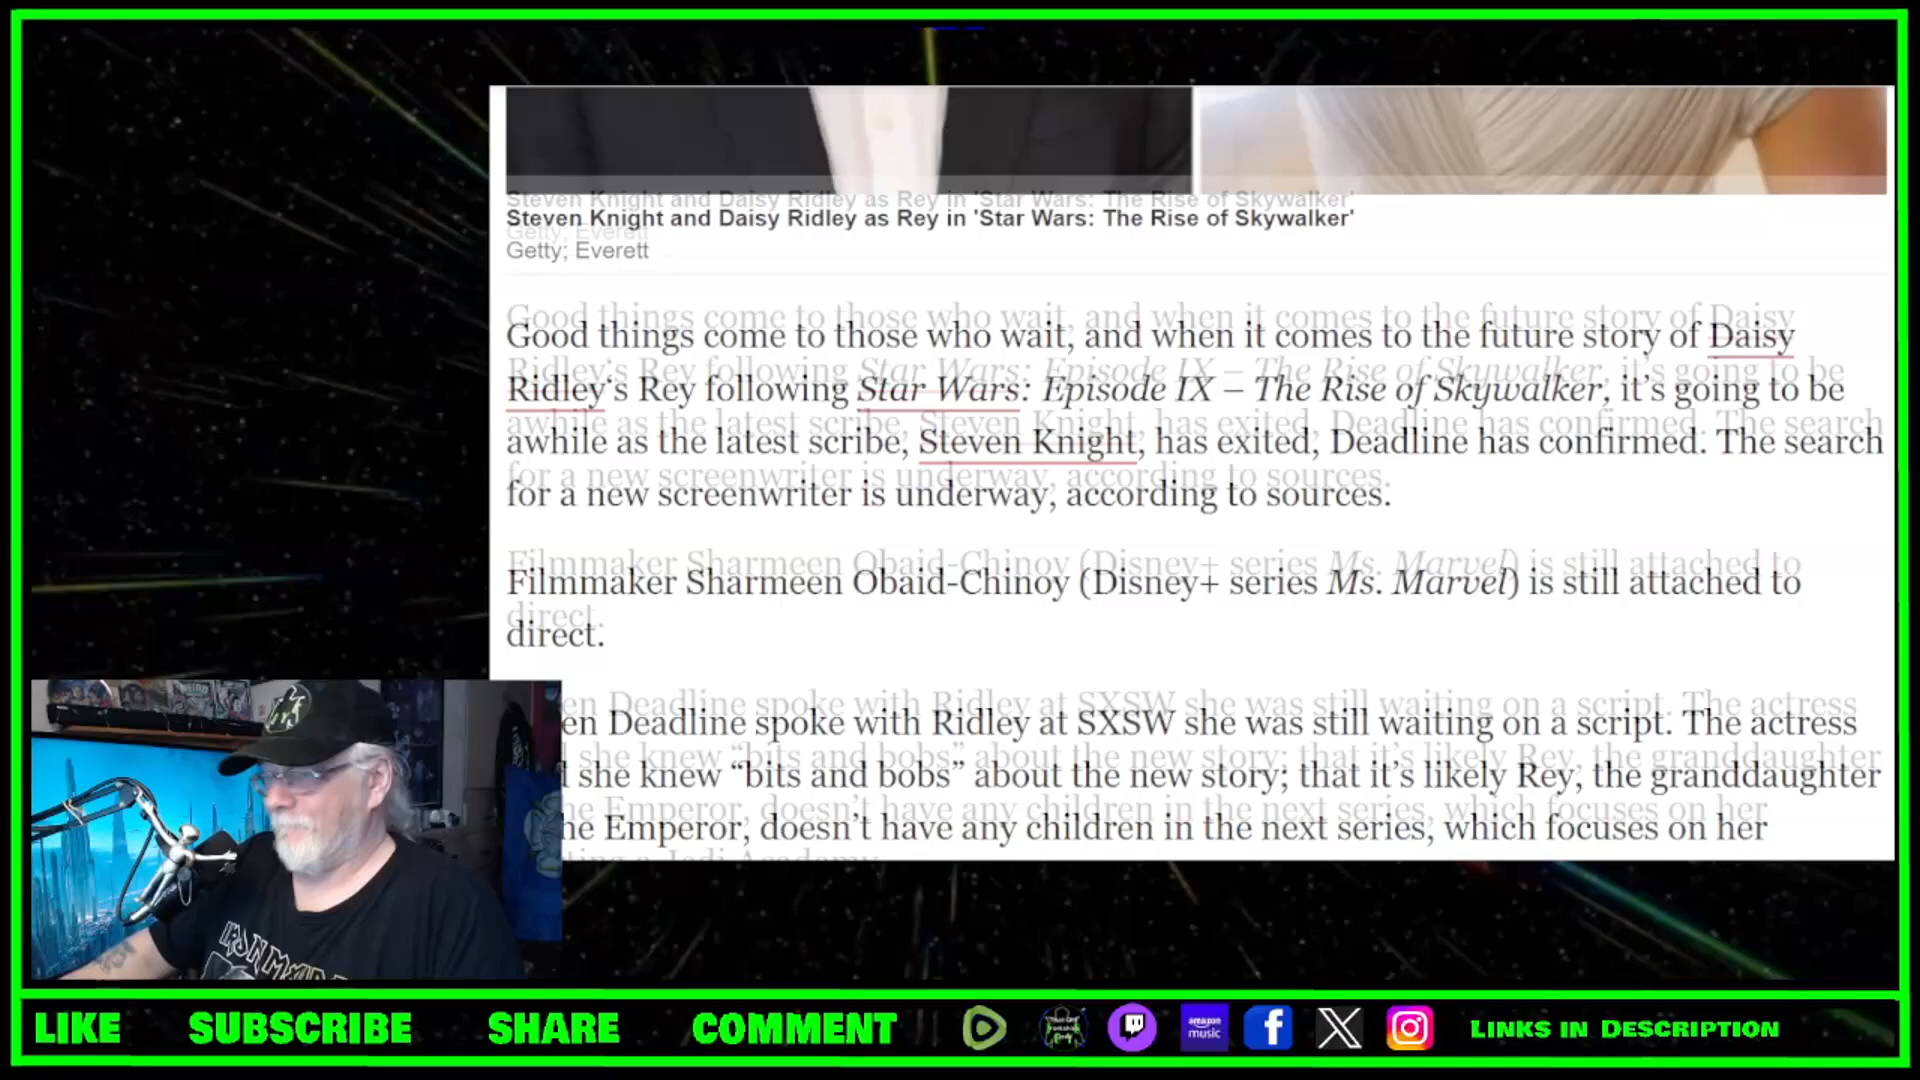 Steven Knight and Daisy Ridley as Rey in 'Star Wars: The Rise of Skywalker'
Getty; Everett
Good things come to those who wait, and when it comes to the future story of Daisy
Ridley‘s Rey following Star Wars: Episode IX – The Rise of Skywalker, it’s going to be
awhile as the latest scribe, Steven Knight, has exited, Deadline has confirmed. The search
for a new screenwriter is underway, according to sources.
Filmmaker Sharmeen Obaid-Chinoy (Disney+ series Ms. Marvel) is still attached to
direct.
en Deadline spoke with Ridley at SXSW she was still waiting on a script. The actress
she knew “bits and bobs” about the new story; that it’s likely Rey, the granddaughter
he Emperor, doesn’t have any children in the next series, which focuses on her
IRON MAIDEN
LIKE SUBSCRIBE SHARE COMMENT amazon music Links in Description